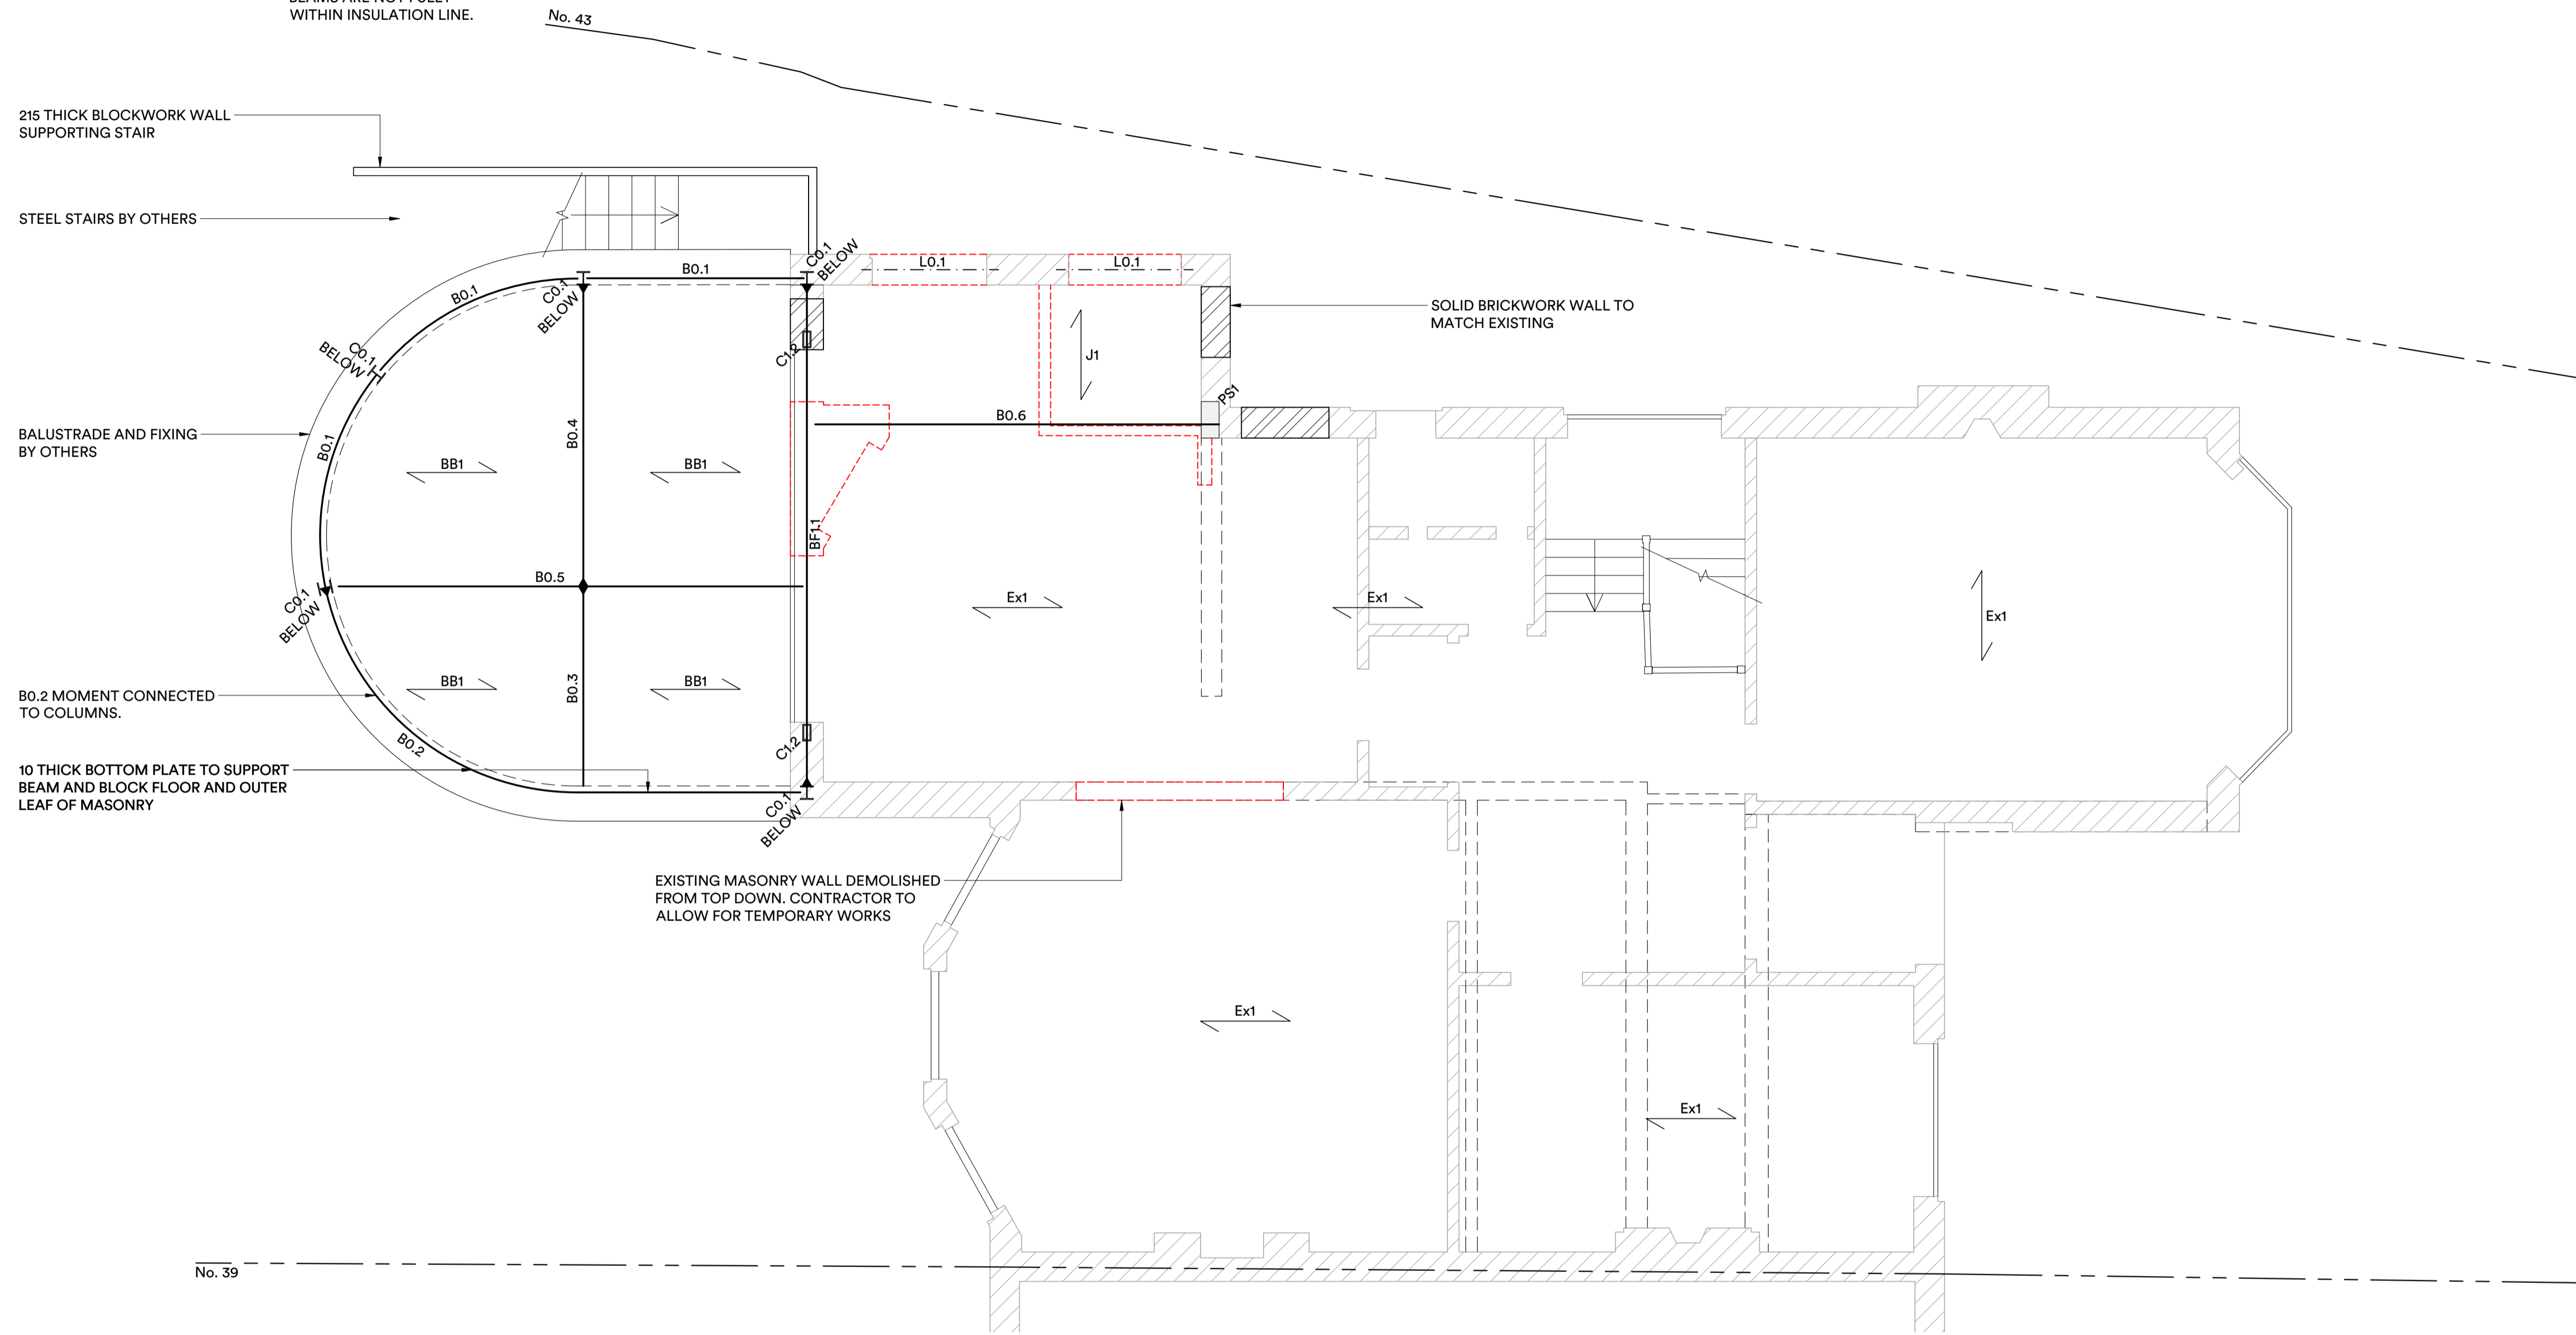 BEAMS ARE NOT FULLY
WITHIN INSULATION LINE.
No. 43
215 THICK BLOCKWORK WALL
SUPPORTING STAIR
STEEL STAIRS BY OTHERS
C0.1
BELOW
L0.1
L0.1
B0.1
B0.1
C0.1
BELOW
SOLID BRICKWORK WALL TO
MATCH EXISTING
C0.1
BELOW
C1.2
J1
PS1
B0.6
BALUSTRADE AND FIXING
BY OTHERS
B0.1
B0.4
BB1
BB1
BF1.1
B0.5
C0.1
BELOW
Ex1
Ex1
Ex1
B0.2 MOMENT CONNECTED
TO COLUMNS.
BB1
B0.3
BB1
B0.2
C1.2
10 THICK BOTTOM PLATE TO SUPPORT
BEAM AND BLOCK FLOOR AND OUTER
LEAF OF MASONRY
C0.1
BELOW
EXISTING MASONRY WALL DEMOLISHED
FROM TOP DOWN. CONTRACTOR TO
ALLOW FOR TEMPORARY WORKS
Ex1
Ex1
No. 39